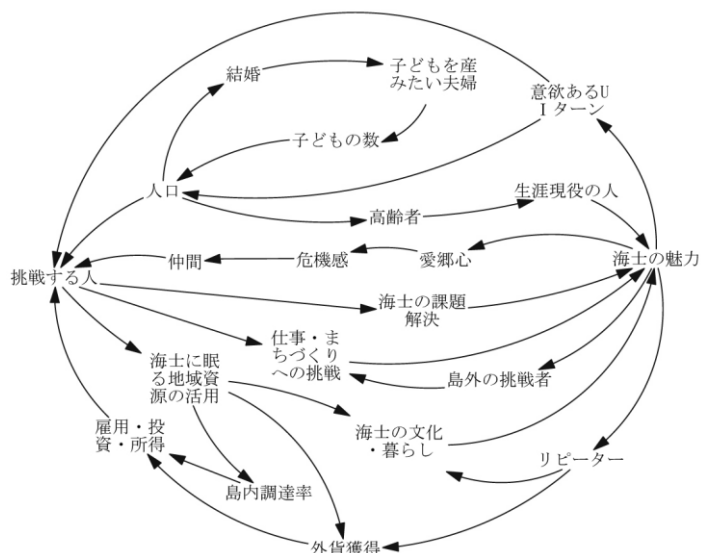 結婚
子どもを産
みたい夫婦
意欲あるU
Iターン
子どもの数
人口
高齢者
生涯現役の人
仲間
危機感
愛郷心
海士の魅力
挑戦する人
海士の課題
解決
仕事・ま
ちづくり
への挑戦
海士に眠
る地域資
源の活用
島外の挑戦者
雇用・投
資・所得
海士の文化
・暮らし
リピーター
島内調達率
外貨獲得